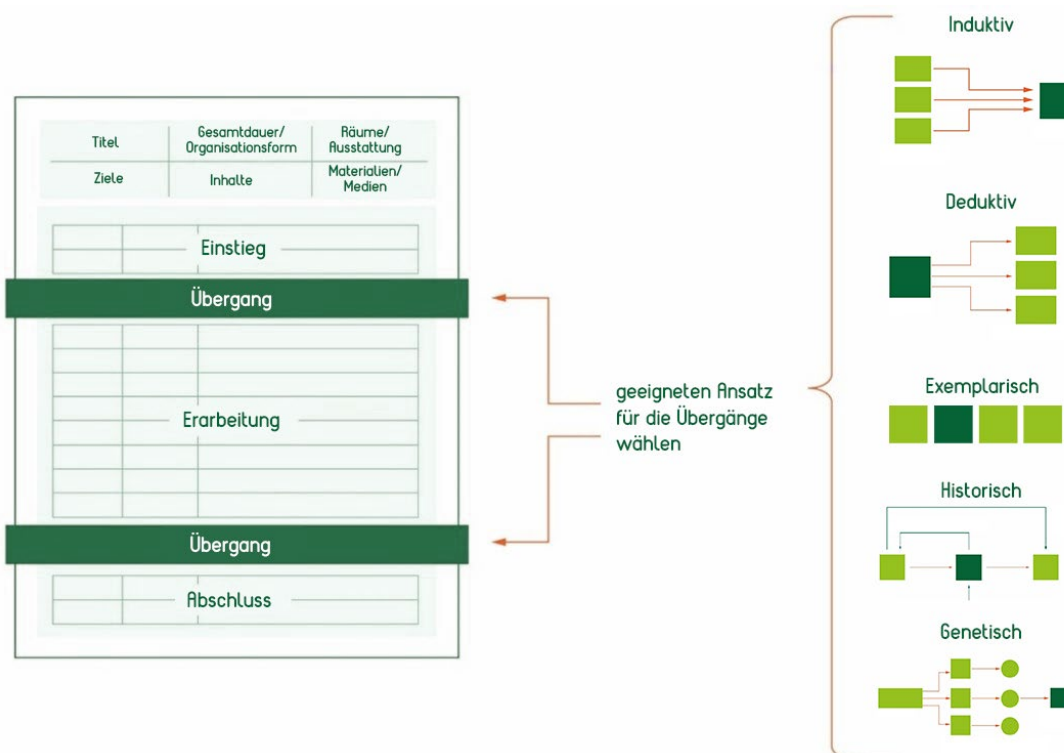 Titel
Gesamtdauer/
Organisationsform
Räume/
Ausstattung
Ziele
Inhalte
Materialien/
Medien
Einstieg
Übergang
Erarbeitung
Übergang
Abschluss
geeigneten Ansatz
für die Übergänge
wählen
Induktiv
Deduktiv
Exemplarisch
Historisch
Genetisch